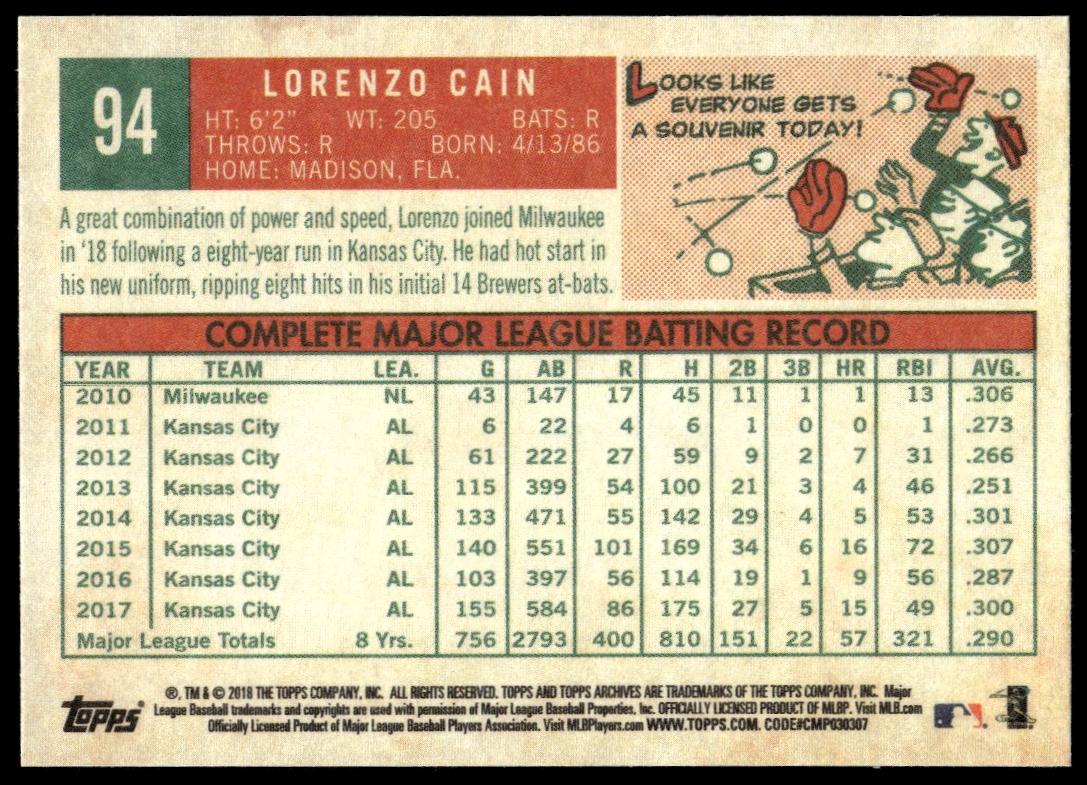 94
LORENZO CAIN
HT: 6'2" WT: 205 BATS: R
THROWS: R BORN: 4/13/86
HOME: MADISON, FLA.
LOOKS LIKE
EVERYONE GETS
A SOUVENIR TODAY!
A great combination of power and speed, Lorenzo joined Milwaukee
in '18 following a eight-year run in Kansas City. He had hot start in
his new uniform, ripping eight hits in his initial 14 Brewers at-bats.
COMPLETE MAJOR LEAGUE BATTING RECORD
YEAR TEAM LEA. G AB R H 2B 3B HR RBI AVG.
2010 Milwaukee NL 43 147 17 45 11 1 1 13 .306
2011 Kansas City AL 6 22 4 6 1 0 0 1 .273
2012 Kansas City AL 61 222 27 59 9 2 7 31 .266
2013 Kansas City AL 115 399 54 100 21 3 4 46 .251
2014 Kansas City AL 133 471 55 142 29 4 5 53 .301
2015 Kansas City AL 140 551 101 169 34 6 16 72 .307
2016 Kansas City AL 103 397 56 114 19 1 9 56 .287
2017 Kansas City AL 155 584 86 175 27 5 15 49 .300
Major League Totals 8 Yrs. 756 2793 400 810 151 22 57 321 .290
topps
®, TM & © 2018 THE TOPPS COMPANY, INC. ALL RIGHTS RESERVED. TOPPS AND TOPPS ARCHIVES ARE TRADEMARKS OF THE TOPPS COMPANY, INC. Major
League Baseball trademarks and copyrights are used with permission of Major League Baseball Properties, Inc. OFFICIALLY LICENSED PRODUCT OF MLBP. Visit MLB.com
Officially Licensed Product of Major League Baseball Players Association. Visit MLBPlayers.com WWW.TOPPS.COM. CODE#CMP030307